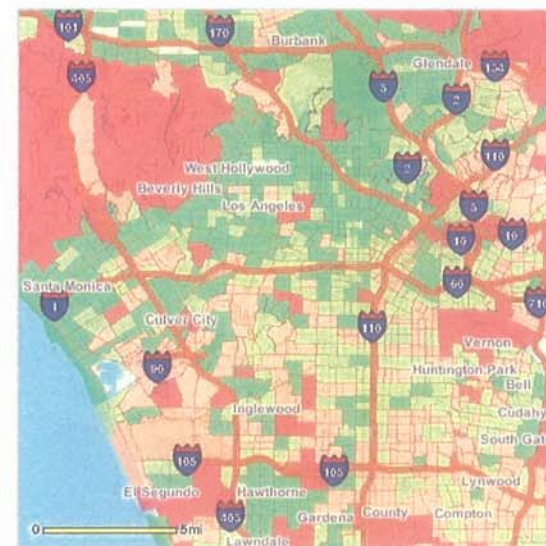 101
170
Burbank
Glendale
405
5
134
2
110
2
West Hollywood
Beverly Hills
Los Angeles
5
10
10
Santa Monica
60
1
710
Culver City
110
Vernon
90
Huntington Park
Bell
Inglewood
Cudahy
South Gat
105
105
Lynwood
El Segundo
Hawthorne
405
Gardena
County
Compton
Lawndale
0
5mi